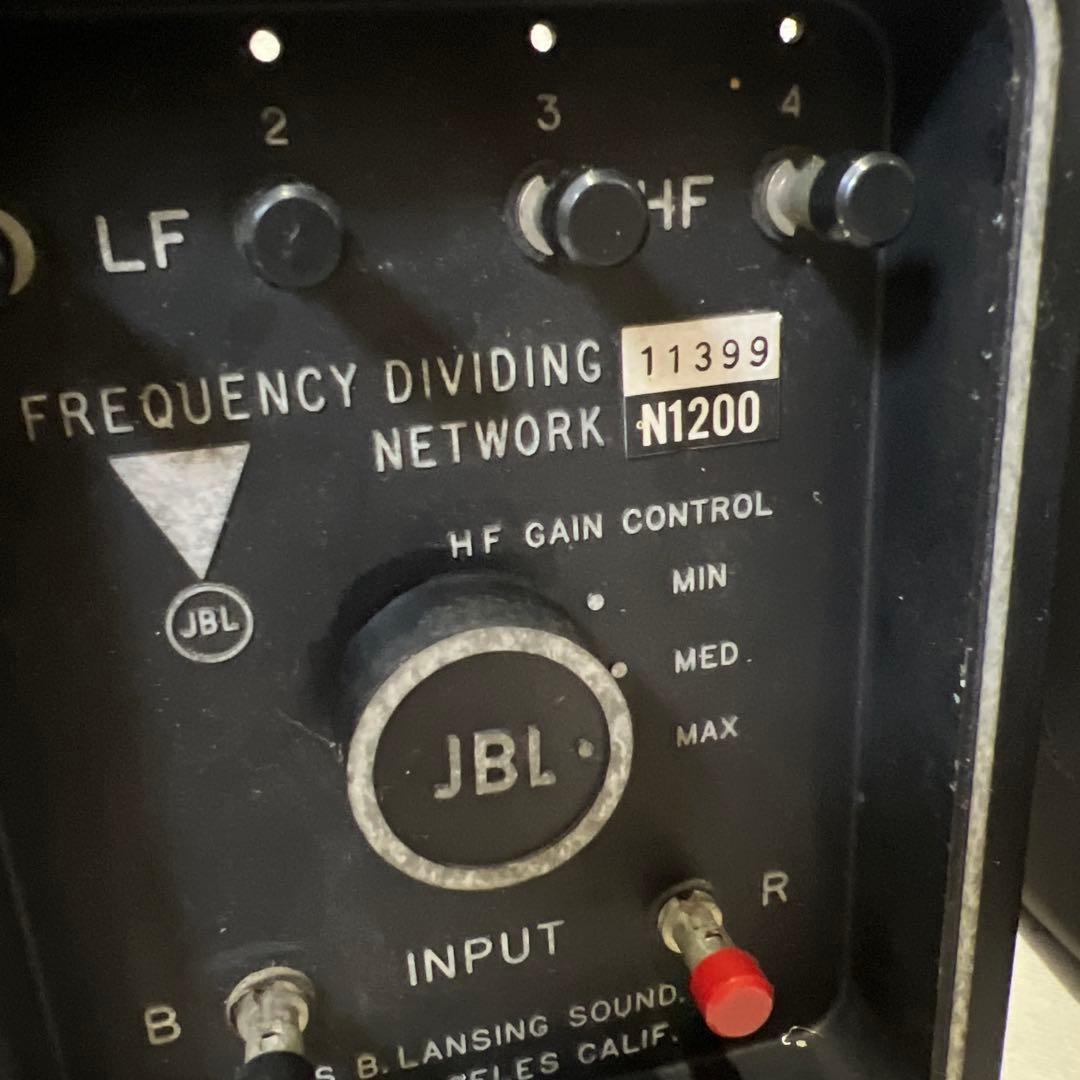 2 3 4
LF HF
FREQUENCY DIVIDING 11399
NETWORK N1200
HF GAIN CONTROL
MIN
JBL
MED.
MAX
JBL
R
INPUT
B
B. LANSING SOUND.
CALIF.